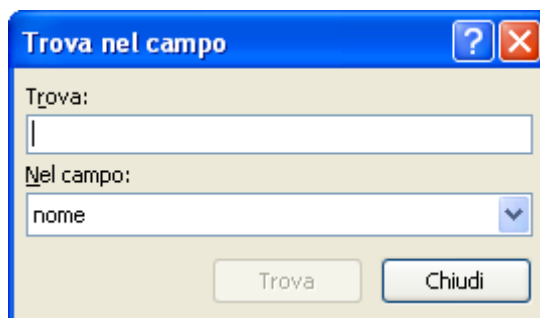 Trova nel campo
Trova:
Nel campo:
nome
Trova
Chiudi